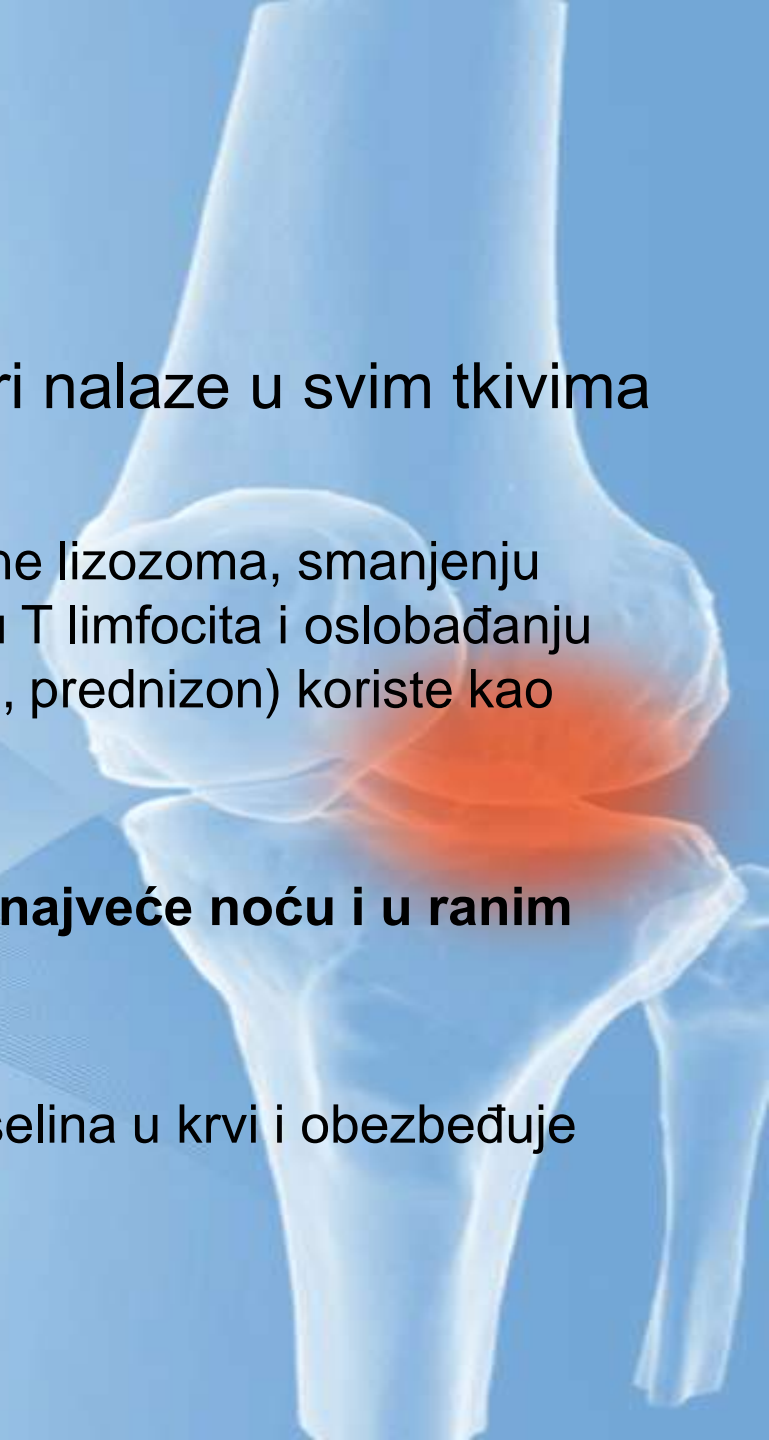 ri nalaze u svim tkivima
ne lizozoma, smanjenju
u T limfocita i oslobađanju
, prednizon) koriste kao
najveće noću i u ranim
selina u krvi i obezbeđuje